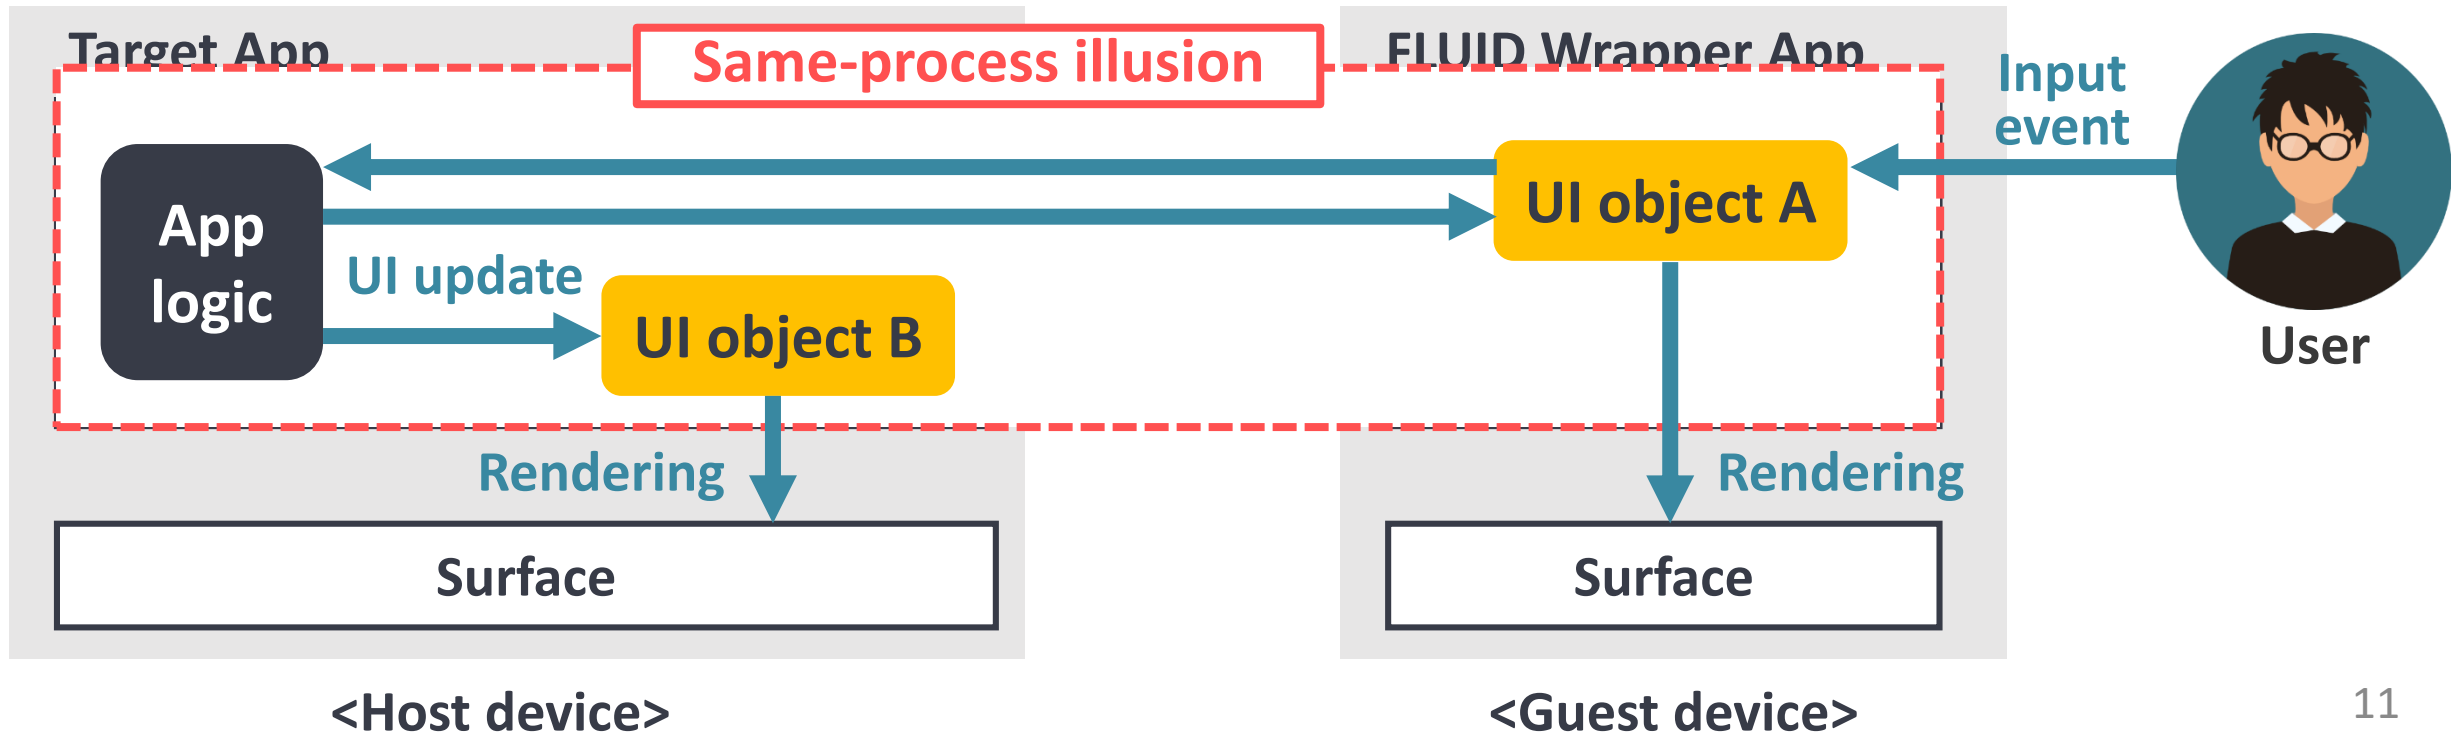 Target App
Same-process illusion
FLUID Wrapper App
Input
event
App
logic
UI object A
UI update
UI object B
User
Rendering
Rendering
Surface
Surface
<Host device>
<Guest device>
11